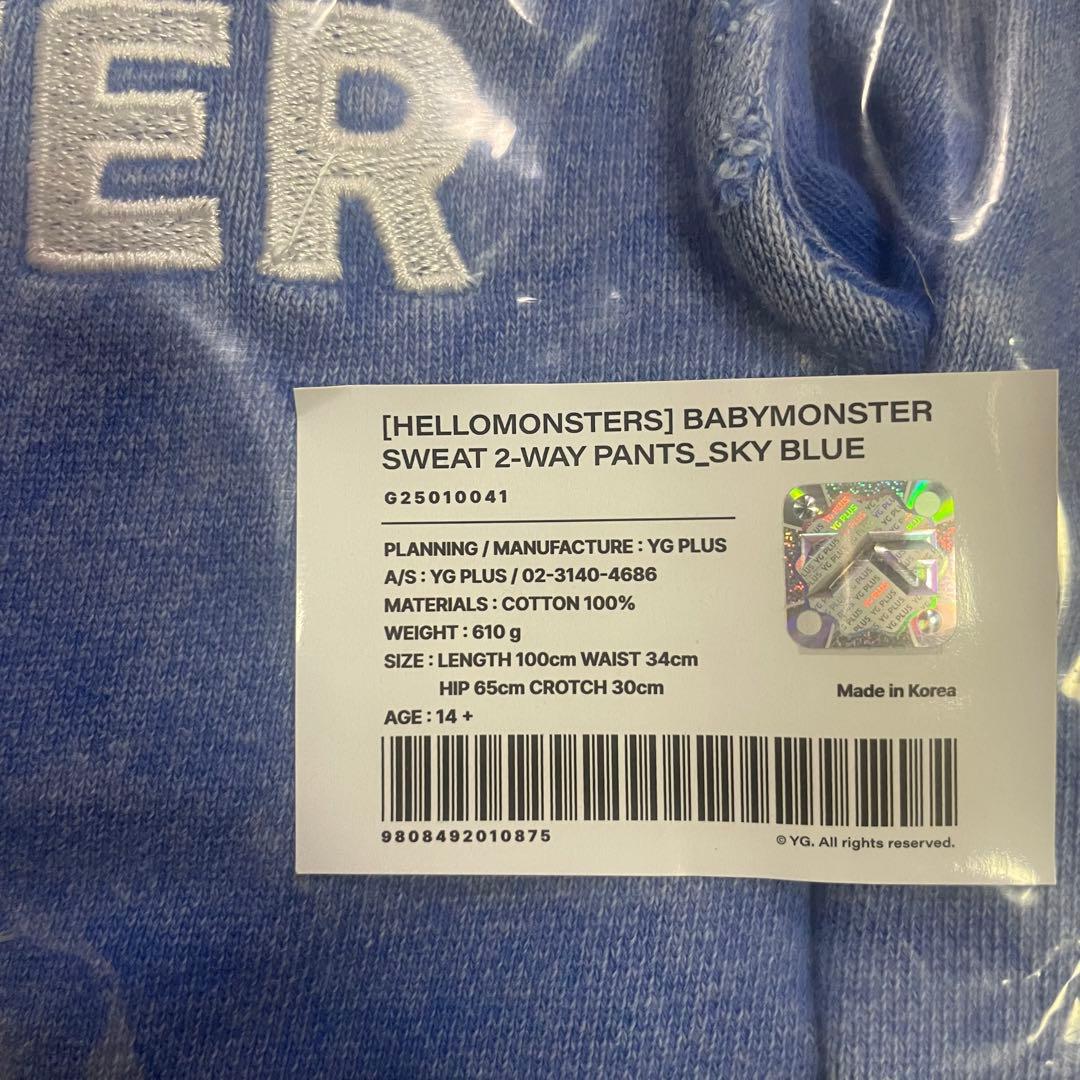 ER
[HELLOMONSTERS] BABYMONSTER
SWEAT 2-WAY PANTS_SKY BLUE
G25010041
PLANNING / MANUFACTURE : YG PLUS
A/S : YG PLUS / 02-3140-4686
MATERIALS : COTTON 100%
WEIGHT : 610 g
SIZE : LENGTH 100cm WAIST 34cm
HIP 65cm CROTCH 30cm
AGE : 14 +
YG PLUS
Made in Korea
9808492010875
© YG. All rights reserved.